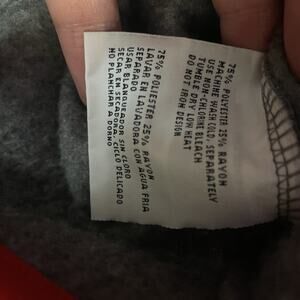 75% POLYESTER 25% RAYON
MACHINE WASH COLD, SEPARATELY
USE NON-CHLORINE BLEACH
TUMBLE DRY LOW HEAT
DO NOT IRON DESIGN
75% POLIESTER 25% RAYON
LAVAR EN LAVADORA CON AGUA FRIA
SEPARADO
USAR BLANQUEADOR SIN CLORO
SECAR EN SECADORA, CICLO DELICADO
NO PLANCHAR ADORNO